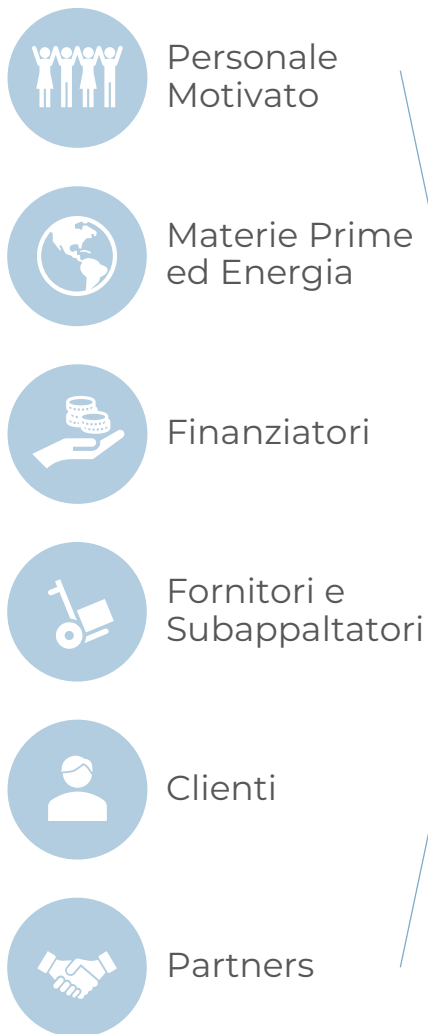 Personale
Motivato
Materie Prime
ed Energia
Finanziatori
Fornitori e
Subappaltatori
Clienti
Partners